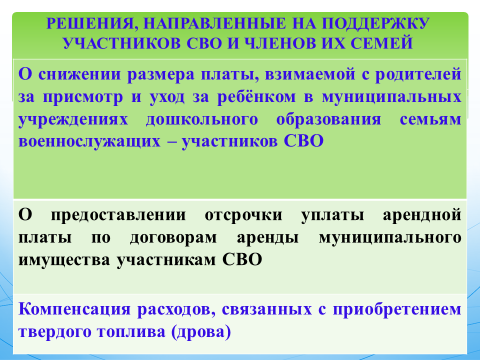 РЕШЕНИЯ, НАПРАВЛЕННЫЕ НА ПОДДЕРЖКУ
УЧАСТНИКОВ СВО И ЧЛЕНОВ ИХ СЕМЕЙ
О снижении размера платы, взимаемой с родителей
за присмотр и уход за ребёнком в муниципальных
учреждениях дошкольного образования семьям
военнослужащих – участников СВО
О предоставлении отсрочки уплаты арендной
платы по договорам аренды муниципального
имущества участникам СВО
Компенсация расходов, связанных с приобретением
твердого топлива (дрова)